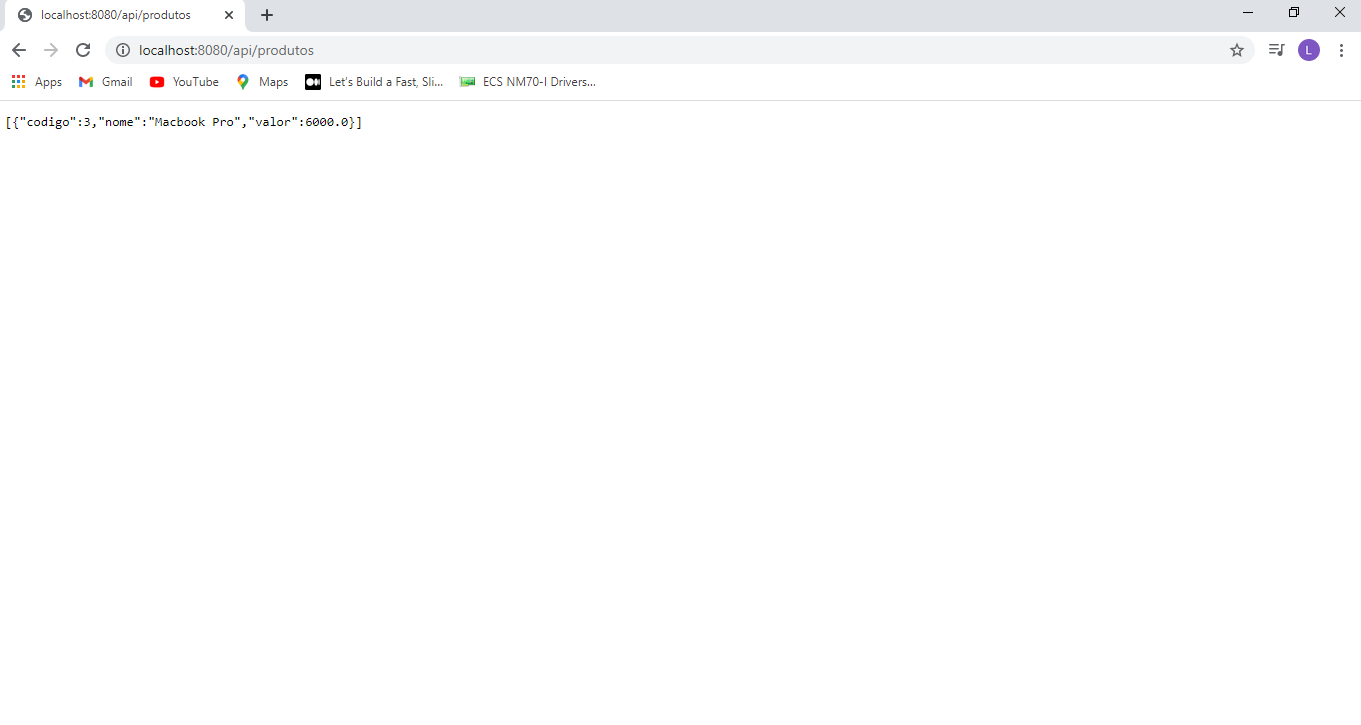 localhost:8080/api/produtos
localhost:8080/api/produtos
L
Apps Gmail YouTube Maps Let's Build a Fast, Sli... ECS NM70-I Drivers...
[{"codigo":3,"nome":"Macbook Pro","valor":6000.0}]